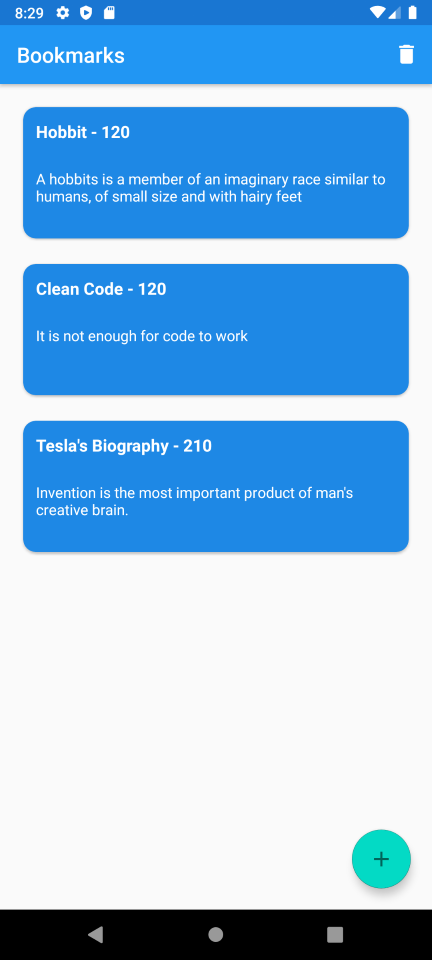 8:29
Bookmarks
Hobbit - 120
A hobbits is a member of an imaginary race similar to
humans, of small size and with hairy feet
Clean Code - 120
It is not enough for code to work
Tesla's Biography - 210
Invention is the most important product of man's
creative brain.